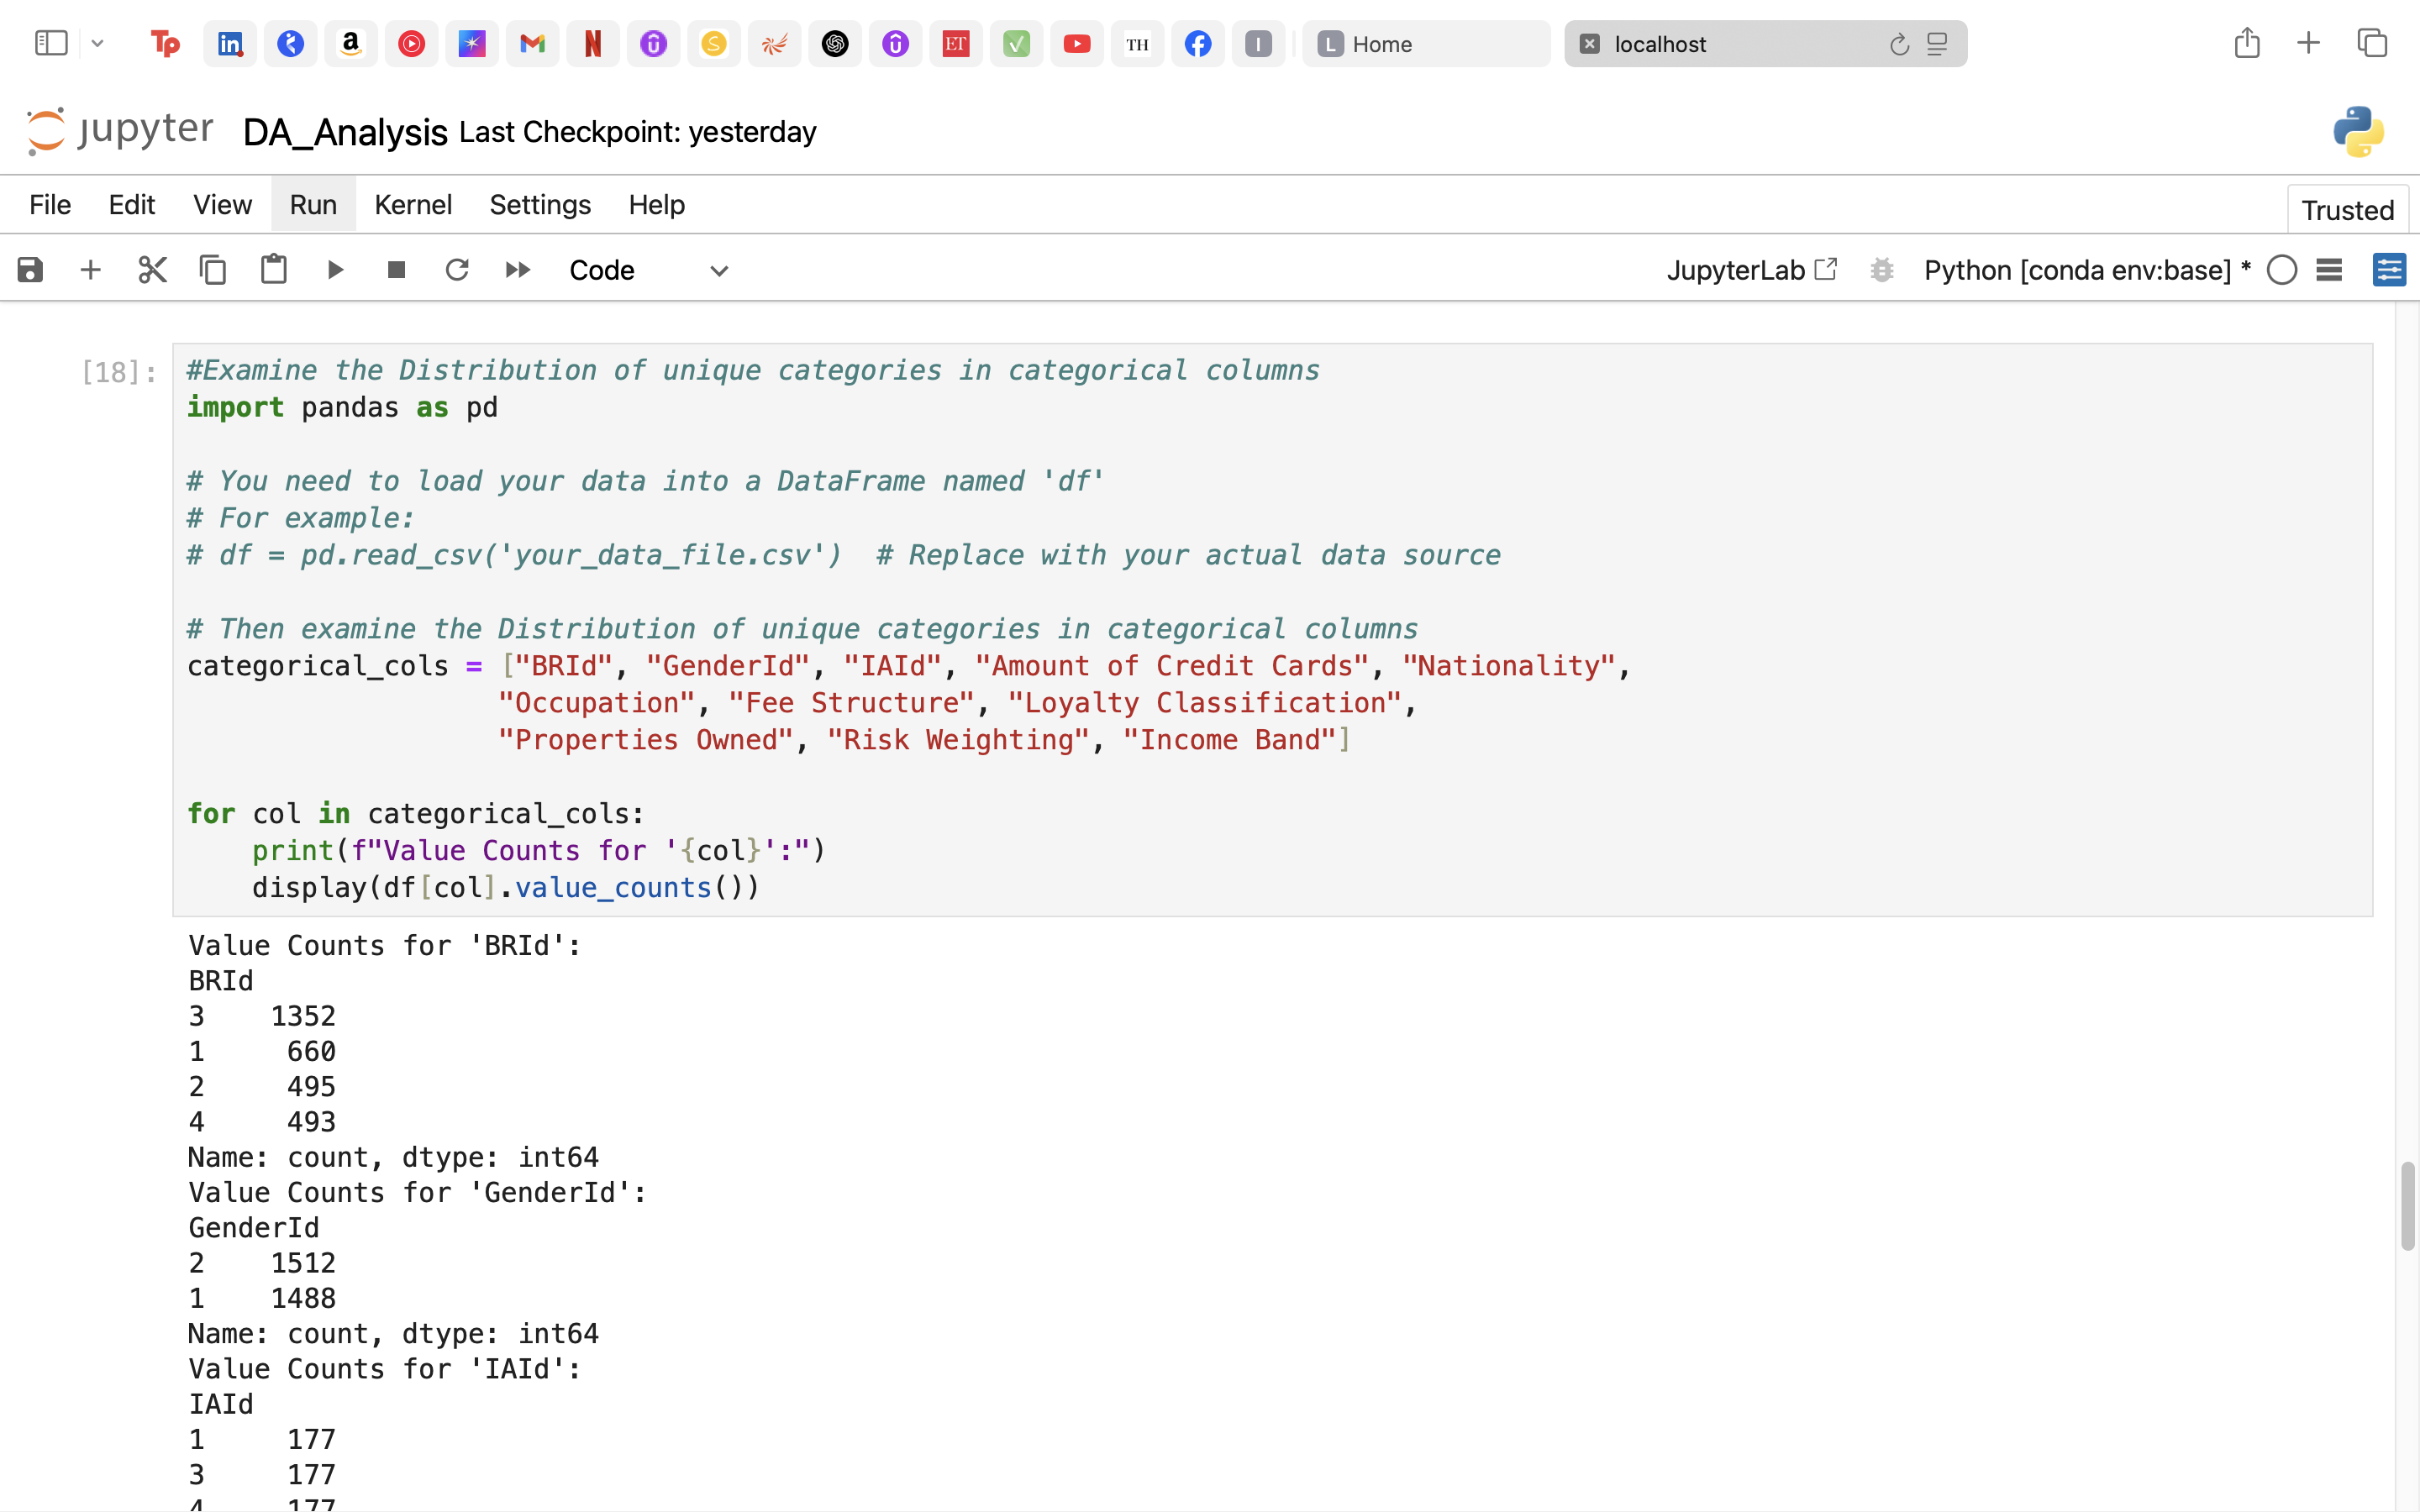 Tp in a M N S ET TH I L Home localhost
jupyter DA_Analysis Last Checkpoint: yesterday
File Edit View Run Kernel Settings Help
Trusted
Code JupyterLab Python [conda env:base] *
[18]: #Examine the Distribution of unique categories in categorical columns
import pandas as pd
# You need to load your data into a DataFrame named 'df'
# For example:
# df = pd.read_csv('your_data_file.csv')  # Replace with your actual data source
# Then examine the Distribution of unique categories in categorical columns
categorical_cols = ["BRId", "GenderId", "IAId", "Amount of Credit Cards", "Nationality",
"Occupation", "Fee Structure", "Loyalty Classification",
"Properties Owned", "Risk Weighting", "Income Band"]
for col in categorical_cols:
    print(f"Value Counts for '{col}':")
    display(df[col].value_counts())
Value Counts for 'BRId':
BRId
3    1352
1     660
2     495
4     493
Name: count, dtype: int64
Value Counts for 'GenderId':
GenderId
2    1512
1    1488
Name: count, dtype: int64
Value Counts for 'IAId':
IAId
1     177
3     177
4     177